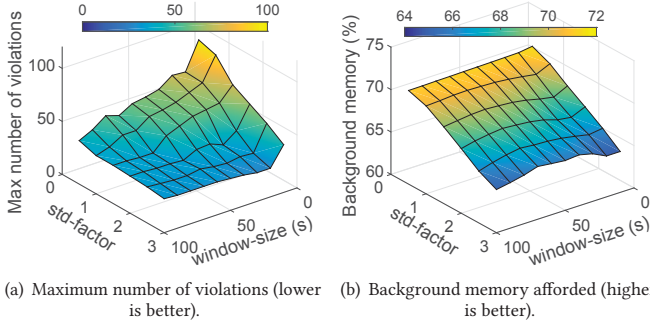 0 50 100
Max number of violations
100
50
0
0
1
2
3
std-factor
100
50
0
window-size (s)
64 66 68 70 72
Background memory (%)
75
70
65
60
0
1
2
3
std-factor
100
50
0
window-size (s)
(a) Maximum number of violations (lower
is better).
(b) Background memory afforded (highe
is better).